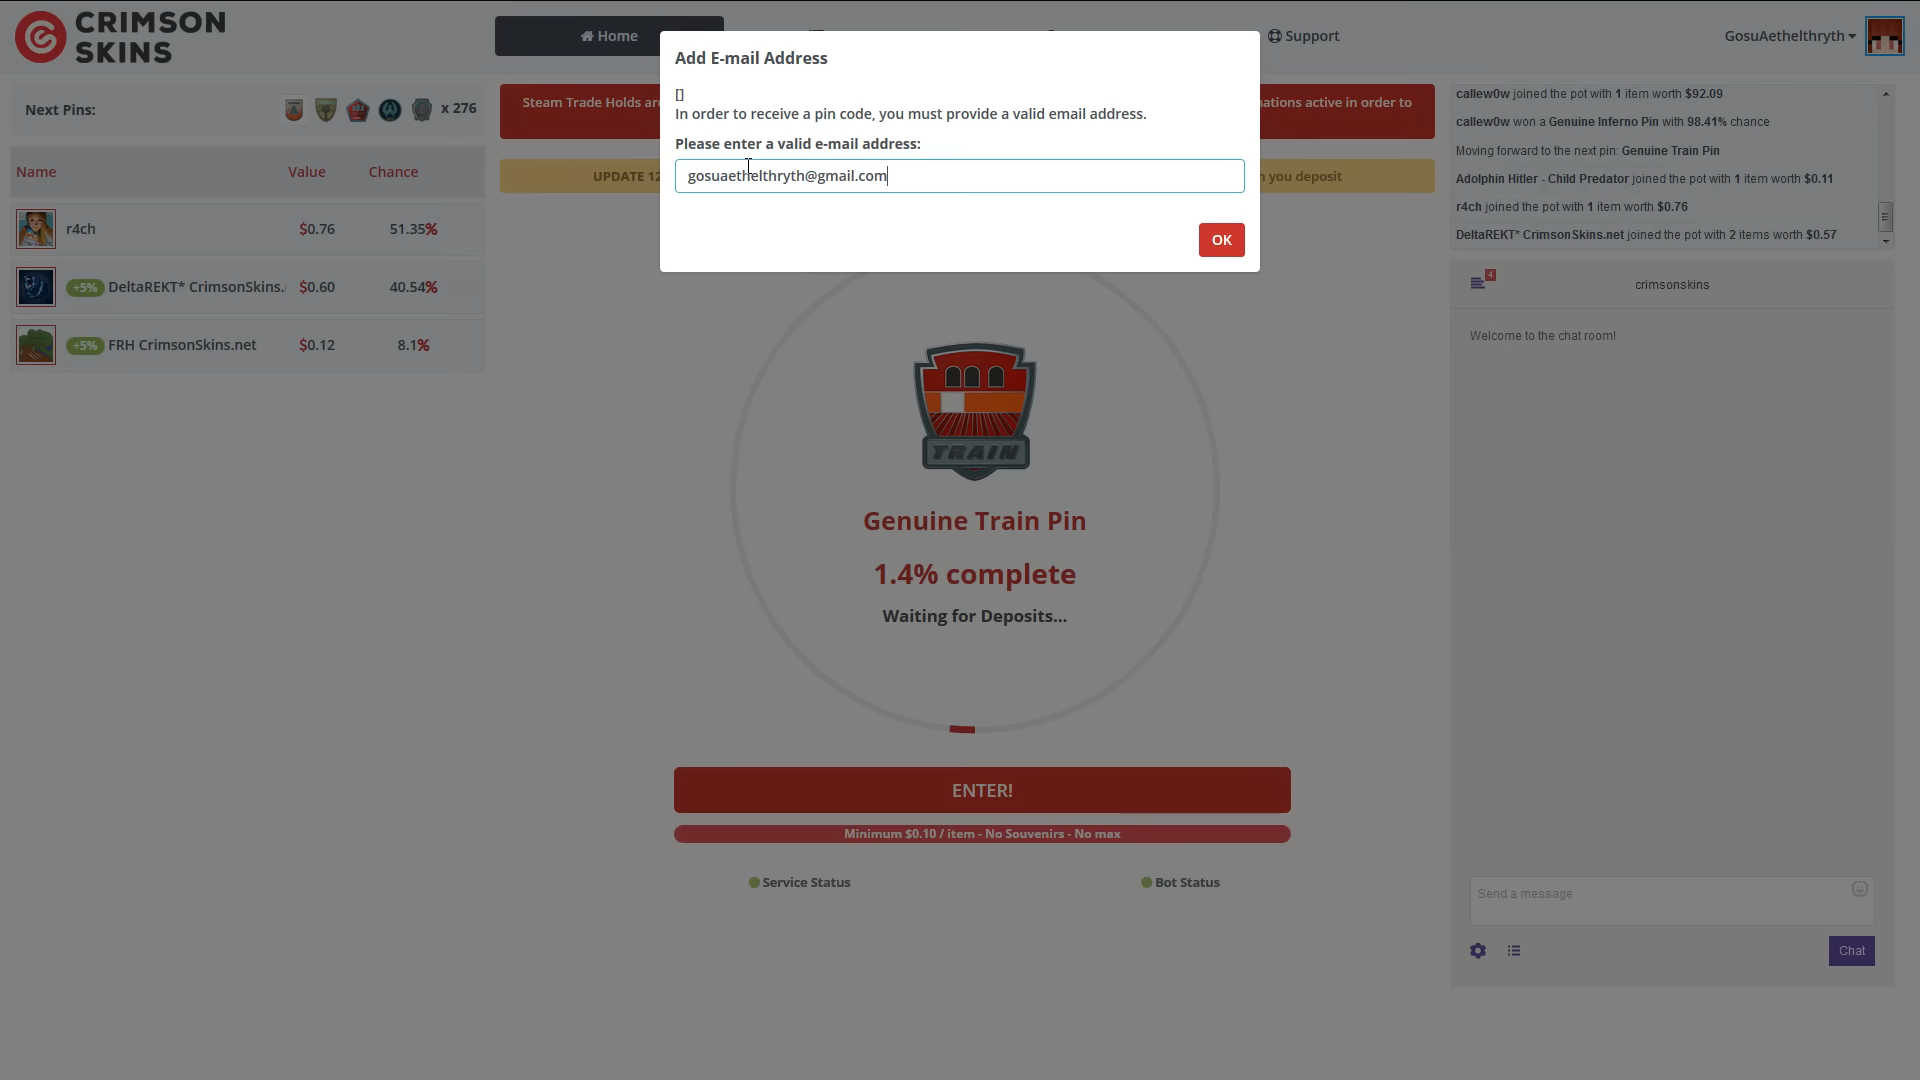 CRIMSON
SKINS
Home
Support
GosuAethelthryth
Next Pins:
x 276
Name Value Chance
r4ch $0.76 51.35%
+5% DeltaREKT* CrimsonSkins. $0.60 40.54%
+5% FRH CrimsonSkins.net $0.12 8.1%
Steam Trade Holds are
ations active in order to
UPDATE 12
n you deposit
Add E-mail Address
[]
In order to receive a pin code, you must provide a valid email address.
Please enter a valid e-mail address:
gosuaethelthryth@gmail.com
OK
TRAIN
Genuine Train Pin
1.4% complete
Waiting for Deposits...
ENTER!
Minimum $0.10 / item - No Souvenirs - No max
Service Status
Bot Status
callew0w joined the pot with 1 item worth $92.09
callew0w won a Genuine Inferno Pin with 98.41% chance
Moving forward to the next pin: Genuine Train Pin
Adolphin Hitler - Child Predator joined the pot with 1 item worth $0.11
r4ch joined the pot with 1 item worth $0.76
DeltaREKT* CrimsonSkins.net joined the pot with 2 items worth $0.57
4
crimsonskins
Welcome to the chat room!
Send a message
Chat